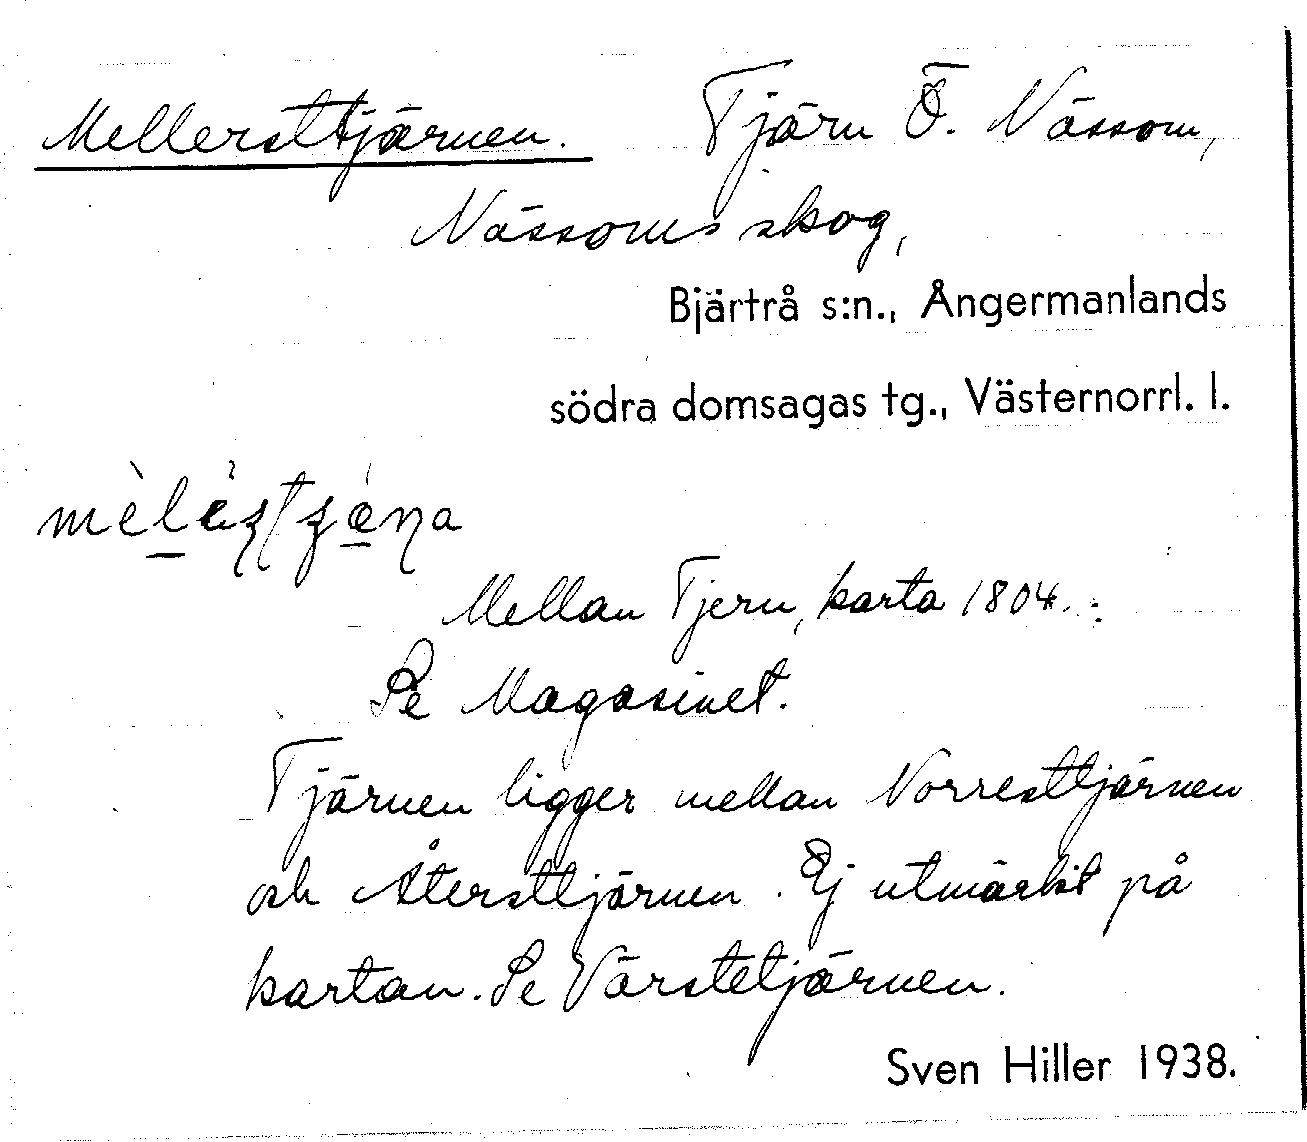 Mellersttjärnen. Tjärn Ö. Nässom,
Nässoms skog,
Bjärtrå s:n., Ångermanlands
södra domsagas tg., Västernorrl. l.
Mellan Tjern, karta 1804.
Se Magasinet.
Tjärnen ligger mellan Norresttjärnen
och Återsttjärnen. Ej utmärkt på
kartan. Se Värstetjärnen.
Sven Hiller 1938.